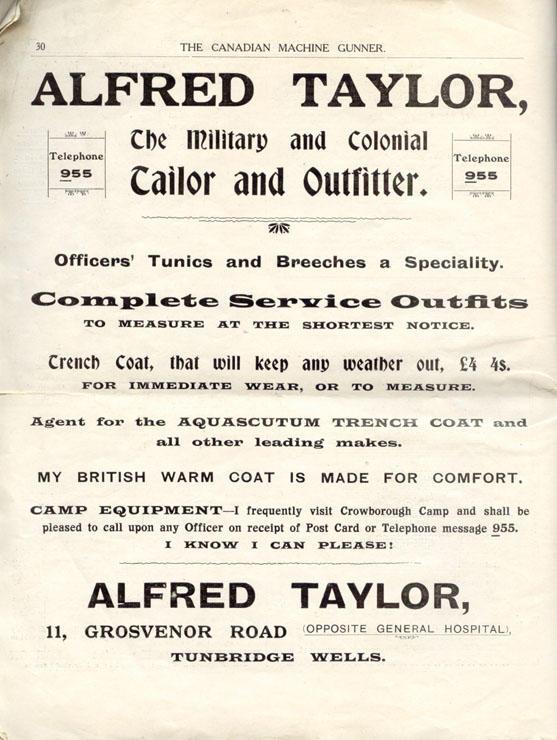 30
THE CANADIAN MACHINE GUNNER.
ALFRED TAYLOR,
The Military and Colonial
Tailor and Outfitter.
Telephone
955
Telephone
955
Officers' Tunics and Breeches a Speciality.
Complete Service Outfits
TO MEASURE AT THE SHORTEST NOTICE.
Trench Coat, that will keep any weather out, £4 4s.
FOR IMMEDIATE WEAR, OR TO MEASURE.
Agent for the AQUASCUTUM TRENCH COAT and
all other leading makes.
MY BRITISH WARM COAT IS MADE FOR COMFORT.
CAMP EQUIPMENT—I frequently visit Crowborough Camp and shall be
pleased to call upon any Officer on receipt of Post Card or Telephone message 955.
I KNOW I CAN PLEASE!
ALFRED TAYLOR,
11, GROSVENOR ROAD (OPPOSITE GENERAL HOSPITAL),
TUNBRIDGE WELLS.